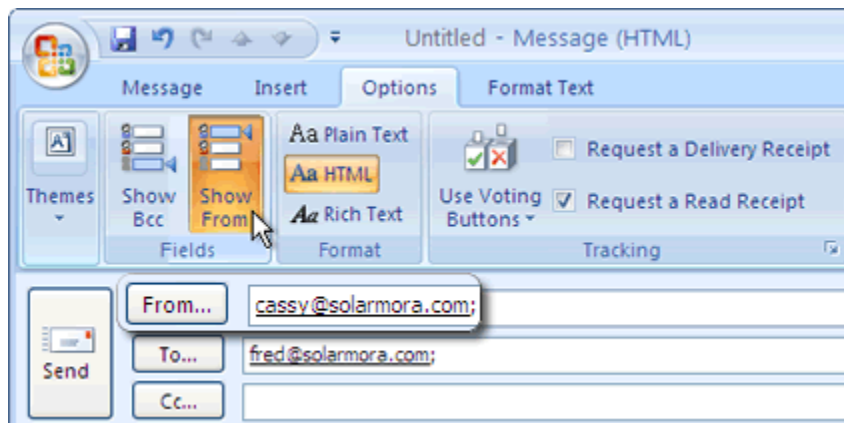 Untitled - Message (HTML)
Message Insert Options Format Text
Themes
Show Bcc
Show From
Fields
Aa Plain Text
Aa HTML
Aa Rich Text
Format
Use Voting Buttons
Request a Delivery Receipt
Request a Read Receipt
Tracking
From... cassy@solarmora.com;
Send
To... fred@solarmora.com;
Cc...